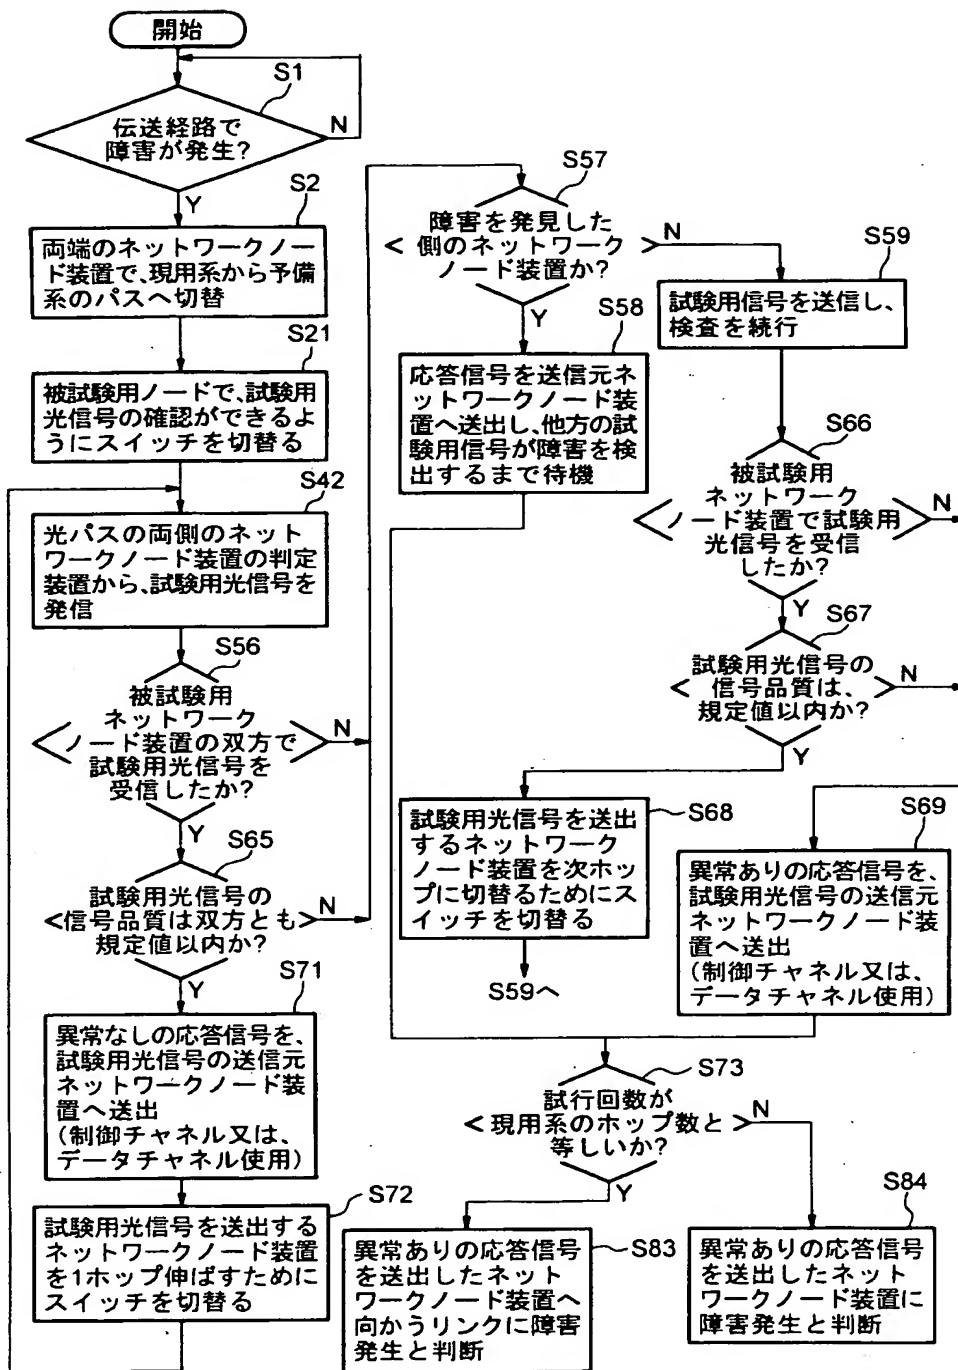 開始
S1
伝送経路で
障害が発生?
N
Y
S2
両端のネットワークノー
ド装置で、現用系から予備
系のパスへ切替
S21
被試験用ノードで、試験用
光信号の確認ができるよ
うにスイッチを切替る
S42
光パスの両側のネット
ワークノード装置の判定
装置から、試験用光信号を
発信
S56
被試験用
ネットワーク
ノード装置の双方で
試験用光信号を
受信したか?
N
Y
S65
試験用光信号の
信号品質は双方とも
規定値以内か?
N
Y
S71
異常なしの応答信号を、
試験用光信号の送信元
ネットワークノード装
置へ送出
(制御チャネル又は、
データチャネル使用)
S72
試験用光信号を送出する
ネットワークノード装置
を1ホップ伸ばすために
スイッチを切替る
S57
障害を発見した
側のネットワーク
ノード装置か?
N
Y
S58
応答信号を送信元ネ
ットワークノード装
置へ送出し、他方の試
験用信号が障害を検
出するまで待機
S59
試験用信号を送信し、
検査を続行
S66
被試験用
ネットワーク
ノード装置で試験用
光信号を受信
したか?
N
Y
S67
試験用光信号の
信号品質は、
規定値以内か?
N
Y
S68
試験用光信号を送出
するネットワーク
ノード装置を次ホッ
プに切替るためにス
イッチを切替る
S59へ
S69
異常ありの応答信号を、
試験用光信号の送信元
ネットワークノード装
置へ送出
(制御チャネル又は、
データチャネル使用)
S73
試行回数が
現用系のホップ数と
等しいか?
N
Y
S83
異常ありの応答信号
を送出したネット
ワークノード装置へ
向かうリンクに障害
発生と判断
S84
異常ありの応答信号
を送出したネットワ
ークノード装置に
障害発生と判断